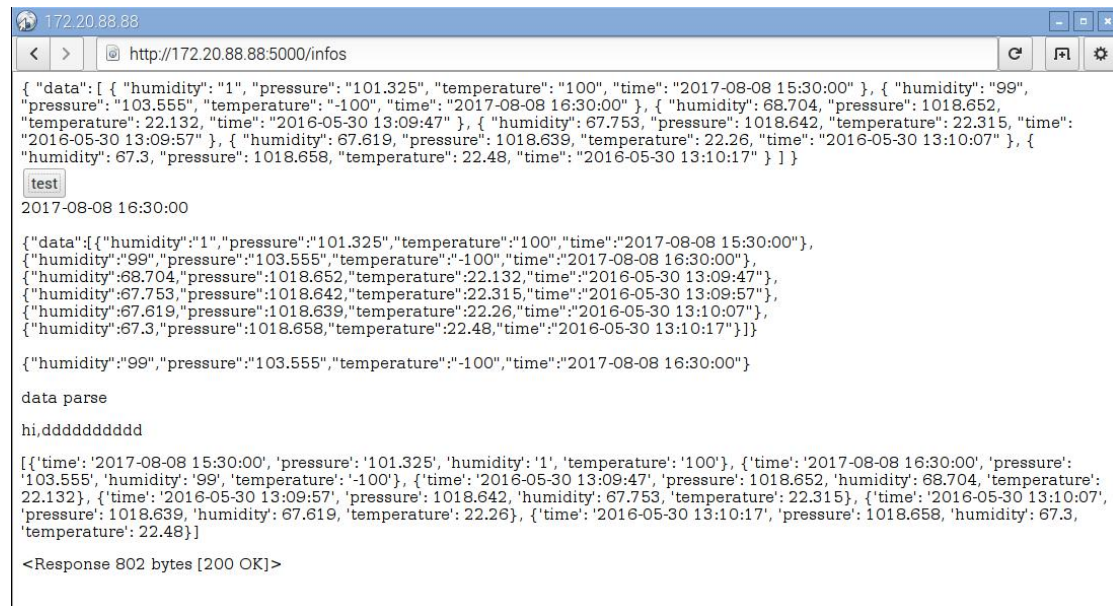 172.20.88.88
http://172.20.88.88:5000/infos
{ "data": [ { "humidity": "1", "pressure": "101.325", "temperature": "100", "time": "2017-08-08 15:30:00" }, { "humidity": "99",
"pressure": "103.555", "temperature": "-100", "time": "2017-08-08 16:30:00" }, { "humidity": 68.704, "pressure": 1018.652,
"temperature": 22.132, "time": "2016-05-30 13:09:47" }, { "humidity": 67.753, "pressure": 1018.642, "temperature": 22.315, "time":
"2016-05-30 13:09:57" }, { "humidity": 67.619, "pressure": 1018.639, "temperature": 22.26, "time": "2016-05-30 13:10:07" }, {
"humidity": 67.3, "pressure": 1018.658, "temperature": 22.48, "time": "2016-05-30 13:10:17" } ] }
test
2017-08-08 16:30:00
{"data":[{"humidity":"1","pressure":"101.325","temperature":"100","time":"2017-08-08 15:30:00"},
{"humidity":"99","pressure":"103.555","temperature":"-100","time":"2017-08-08 16:30:00"},
{"humidity":68.704,"pressure":1018.652,"temperature":22.132,"time":"2016-05-30 13:09:47"},
{"humidity":67.753,"pressure":1018.642,"temperature":22.315,"time":"2016-05-30 13:09:57"},
{"humidity":67.619,"pressure":1018.639,"temperature":22.26,"time":"2016-05-30 13:10:07"},
{"humidity":67.3,"pressure":1018.658,"temperature":22.48,"time":"2016-05-30 13:10:17"}]}
{"humidity":"99","pressure":"103.555","temperature":"-100","time":"2017-08-08 16:30:00"}
data parse
hi,dddddddddd
[{'time': '2017-08-08 15:30:00', 'pressure': '101.325', 'humidity': '1', 'temperature': '100'}, {'time': '2017-08-08 16:30:00', 'pressure':
'103.555', 'humidity': '99', 'temperature': '-100'}, {'time': '2016-05-30 13:09:47', 'pressure': 1018.652, 'humidity': 68.704, 'temperature':
22.132}, {'time': '2016-05-30 13:09:57', 'pressure': 1018.642, 'humidity': 67.753, 'temperature': 22.315}, {'time': '2016-05-30 13:10:07',
'pressure': 1018.639, 'humidity': 67.619, 'temperature': 22.26}, {'time': '2016-05-30 13:10:17', 'pressure': 1018.658, 'humidity': 67.3,
'temperature': 22.48}]
<Response 802 bytes [200 OK]>